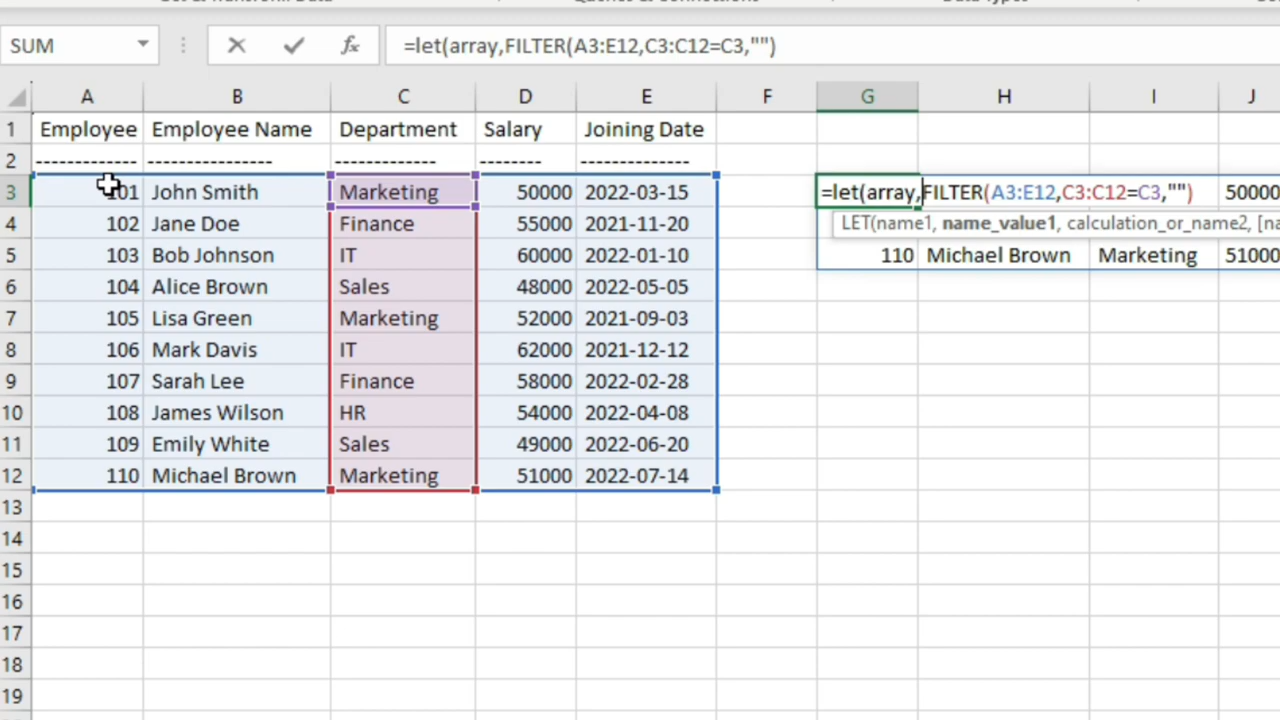 SUM =let(array,FILTER(A3:E12,C3:C12=C3,"")
A B C D E F G H I J
1 Employee Employee Name Department Salary Joining Date
2 ------------- --------------- ------------- -------- --------------
3 101 John Smith Marketing 50000 2022-03-15 =let(array,FILTER(A3:E12,C3:C12=C3,"") 50000
4 102 Jane Doe Finance 55000 2021-11-20 LET(name1, name_value1, calculation_or_name2, [na
5 103 Bob Johnson IT 60000 2022-01-10 110 Michael Brown Marketing 51000
6 104 Alice Brown Sales 48000 2022-05-05
7 105 Lisa Green Marketing 52000 2021-09-03
8 106 Mark Davis IT 62000 2021-12-12
9 107 Sarah Lee Finance 58000 2022-02-28
10 108 James Wilson HR 54000 2022-04-08
11 109 Emily White Sales 49000 2022-06-20
12 110 Michael Brown Marketing 51000 2022-07-14
13
14
15
16
17
18
19